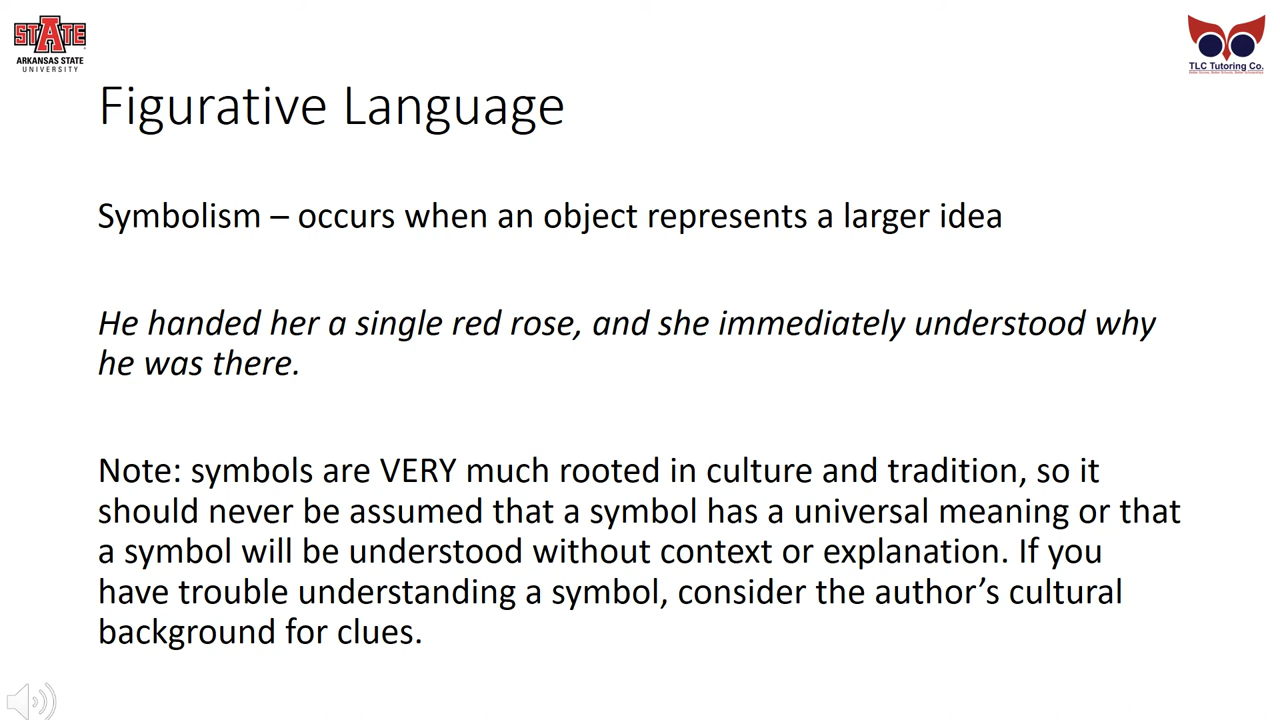 STATE
ARKANSAS STATE
UNIVERSITY
TLC Tutoring Co.
Figurative Language
Symbolism – occurs when an object represents a larger idea
He handed her a single red rose, and she immediately understood why
he was there.
Note: symbols are VERY much rooted in culture and tradition, so it
should never be assumed that a symbol has a universal meaning or that
a symbol will be understood without context or explanation. If you
have trouble understanding a symbol, consider the author’s cultural
background for clues.